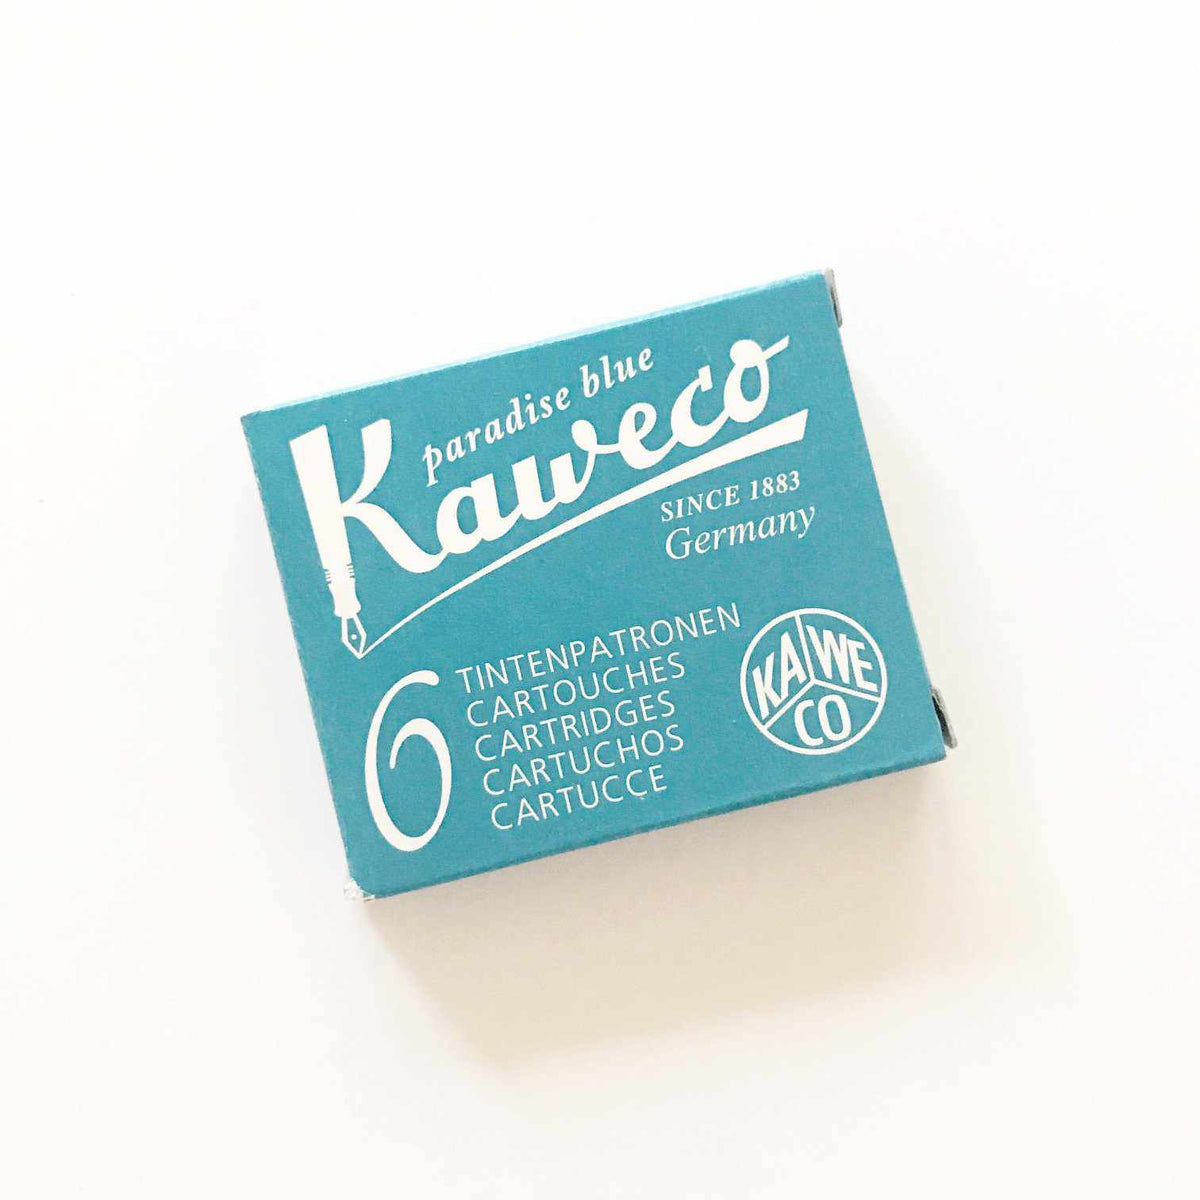 paradise blue
Kaweco
SINCE 1883
Germany
6
TINTENPATRONEN
CARTOUCHES
CARTRIDGES
CARTUCHOS
CARTUCCE
KA WE
CO